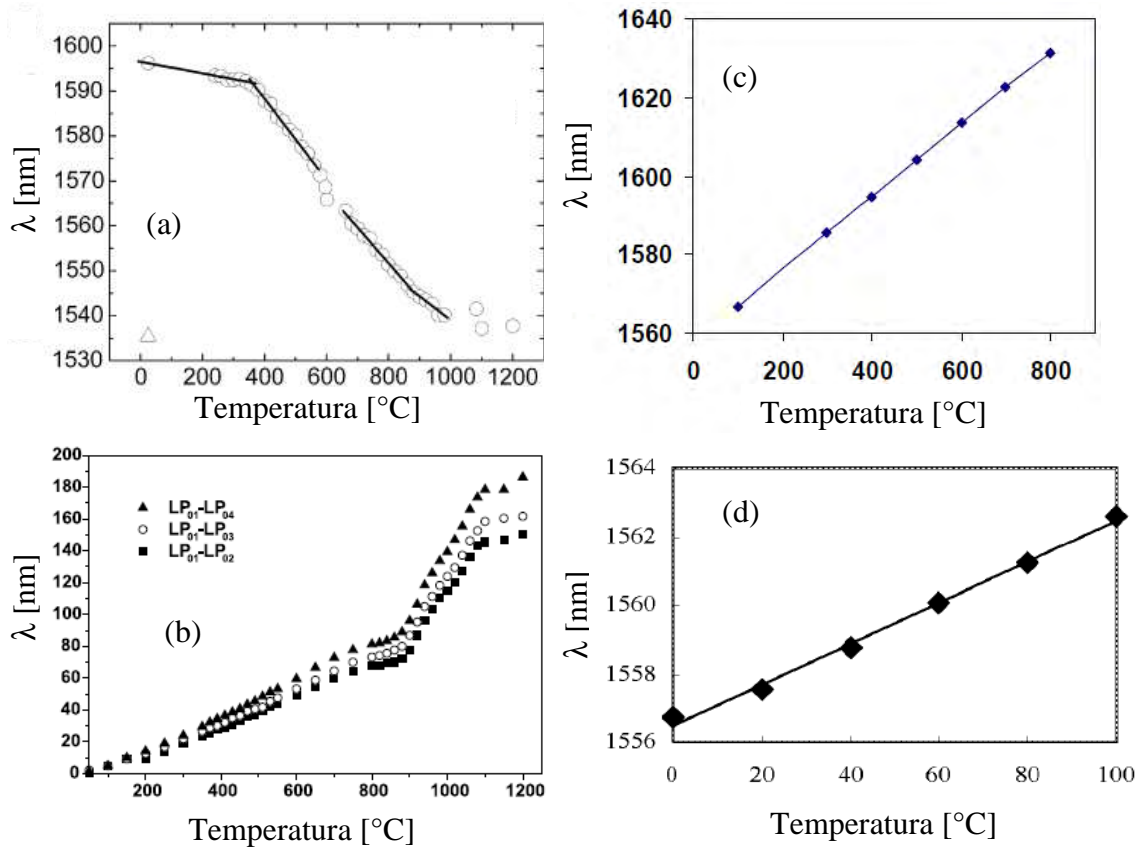 1600
1590
1580
1570
1560
1550
1540
1530
λ [nm]
(a)
0 200 400 600 800 1000 1200
Temperatura [°C]
1640
1620
1600
1580
1560
λ [nm]
(c)
0 200 400 600 800
Temperatura [°C]
200
180
160
140
120
100
80
60
40
20
0
λ [nm]
LP01-LP04
LP01-LP03
LP01-LP02
(b)
200 400 600 800 1000 1200
Temperatura [°C]
1564
1562
1560
1558
1556
λ [nm]
(d)
0 20 40 60 80 100
Temperatura [°C]